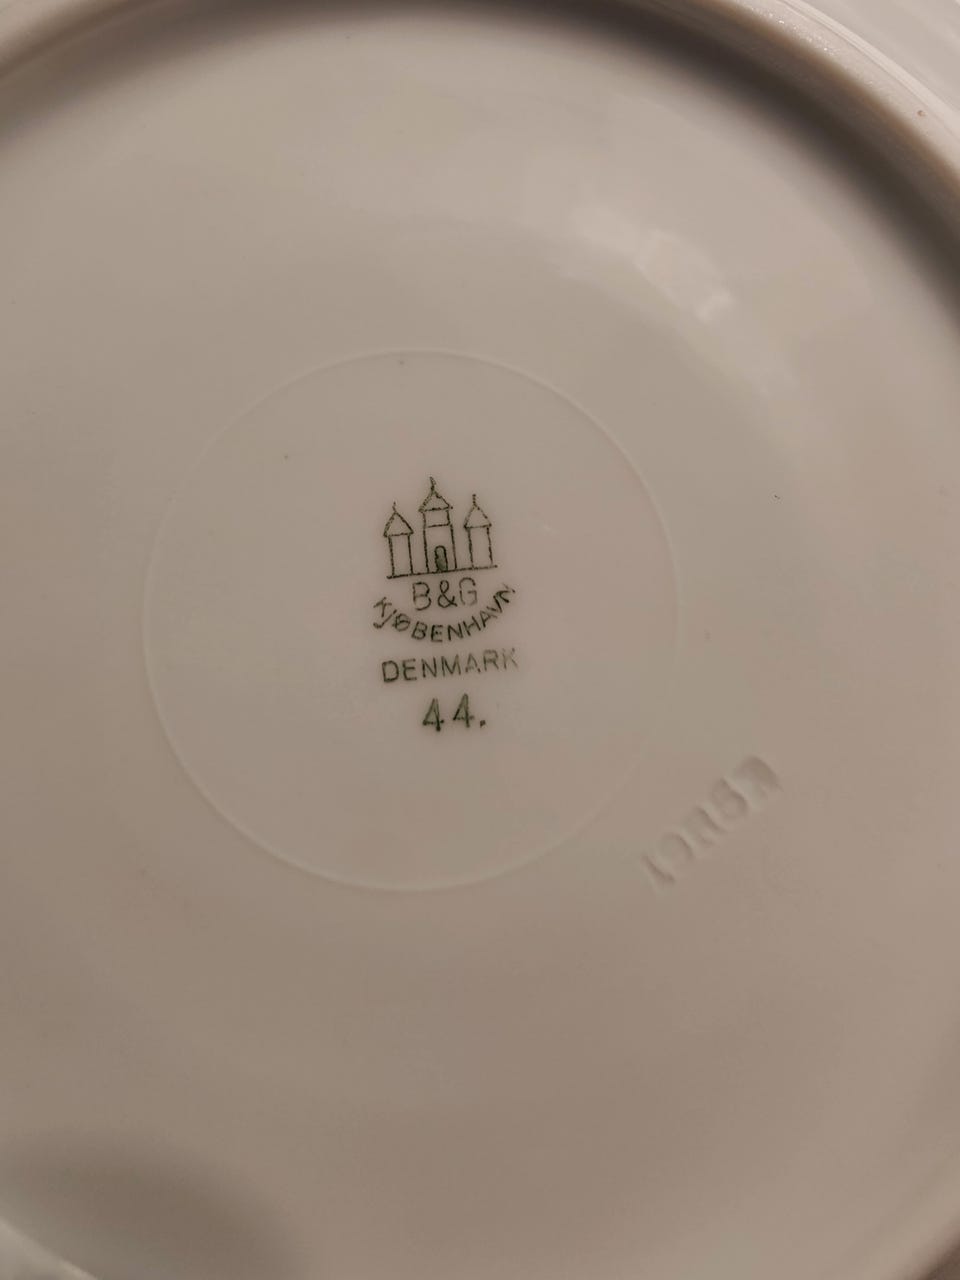 B&G
KJØBENHAVN
DENMARK
44.